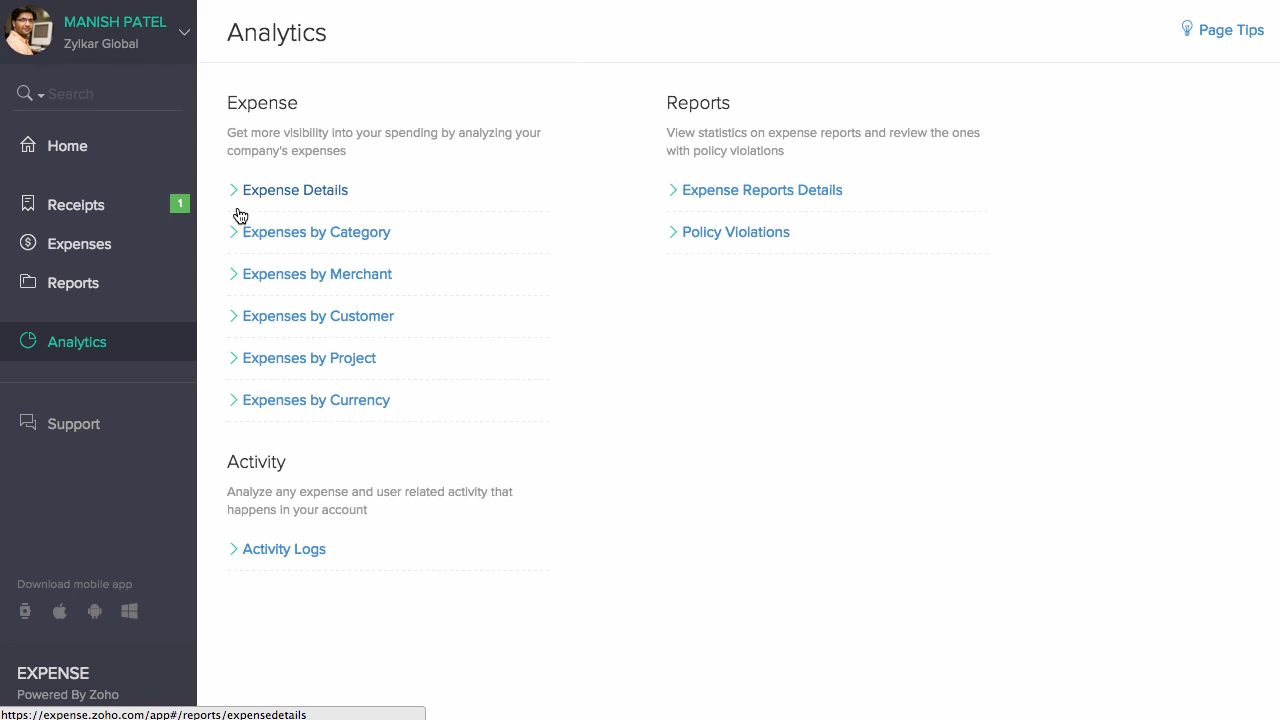 MANISH PATEL
Zylkar Global
Search
Home
Receipts
1
Expenses
Reports
Analytics
Support
Download mobile app
EXPENSE
Powered By Zoho
Analytics
Page Tips
Expense
Get more visibility into your spending by analyzing your
company's expenses
Expense Details
Expenses by Category
Expenses by Merchant
Expenses by Customer
Expenses by Project
Expenses by Currency
Activity
Analyze any expense and user related activity that
happens in your account
Activity Logs
Reports
View statistics on expense reports and review the ones
with policy violations
Expense Reports Details
Policy Violations
https://expense.zoho.com/app#/reports/expensedetails